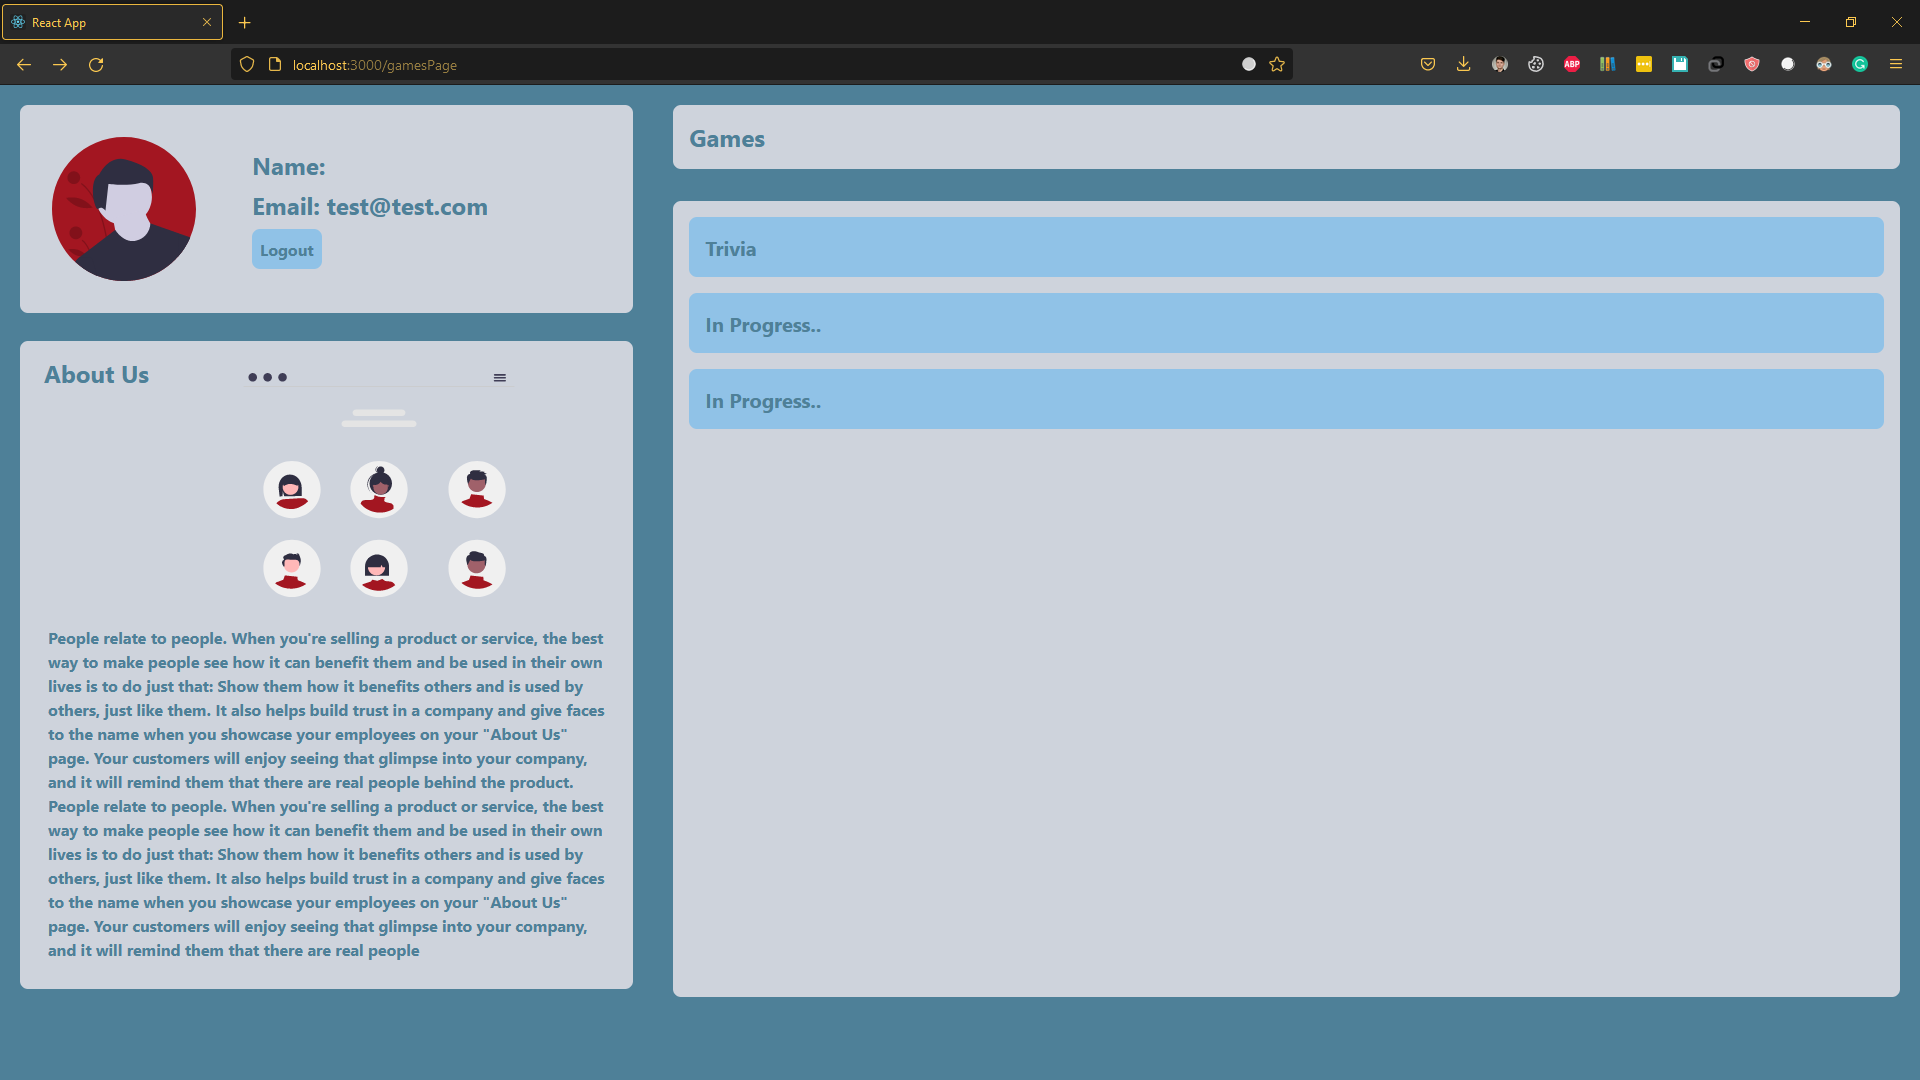 React App
localhost:3000/gamesPage
ABP
Name:
Email: test@test.com
Logout
About Us
People relate to people. When you're selling a product or service, the best
way to make people see how it can benefit them and be used in their own
lives is to do just that: Show them how it benefits others and is used by
others, just like them. It also helps build trust in a company and give faces
to the name when you showcase your employees on your "About Us"
page. Your customers will enjoy seeing that glimpse into your company,
and it will remind them that there are real people behind the product.
People relate to people. When you're selling a product or service, the best
way to make people see how it can benefit them and be used in their own
lives is to do just that: Show them how it benefits others and is used by
others, just like them. It also helps build trust in a company and give faces
to the name when you showcase your employees on your "About Us"
page. Your customers will enjoy seeing that glimpse into your company,
and it will remind them that there are real people
Games
Trivia
In Progress..
In Progress..